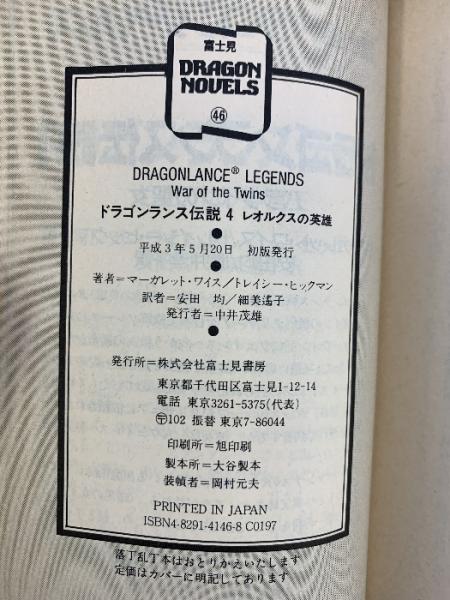 富士見
DRAGON
NOVELS
㊻
DRAGONLANCE® LEGENDS
War of the Twins
ドラゴンランス伝説 4 レオルクスの英雄
●
平成3年5月20日 初版発行
●
著者=マーガレット・ワイス/トレイシー・ヒックマン
訳者=安田 均/細美遙子
発行者=中井茂雄
●
発行所=株式会社富士見書房
東京都千代田区富士見1-12-14
電話 東京3261-5375(代表)
〒102 振替 東京7-86044
印刷所=旭印刷
製本所=大谷製本
装幀者=岡村元夫
PRINTED IN JAPAN
ISBN4-8291-4146-8 C0197
落丁乱丁本はおとりかえいたします
定価はカバーに明記しております